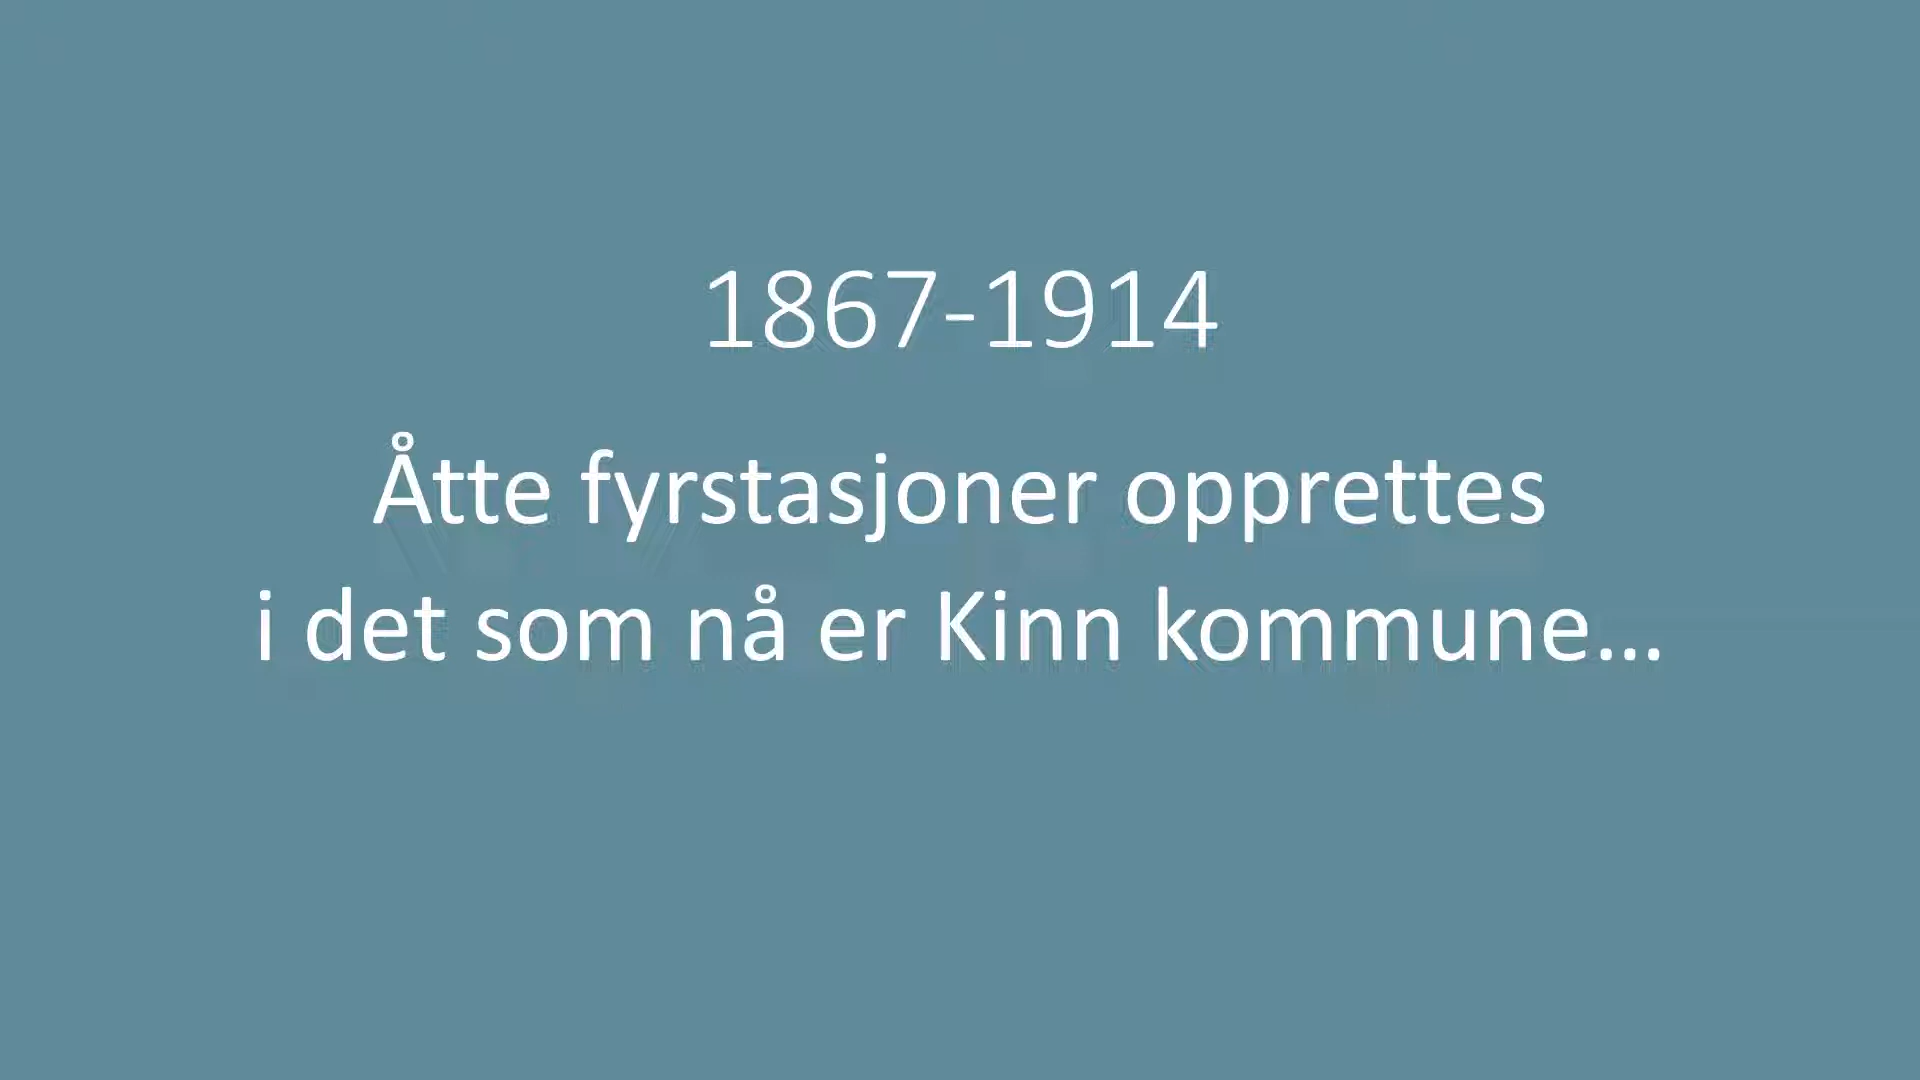 1867-1914
Åtte fyrstasjoner opprettes
i det som nå er Kinn kommune...